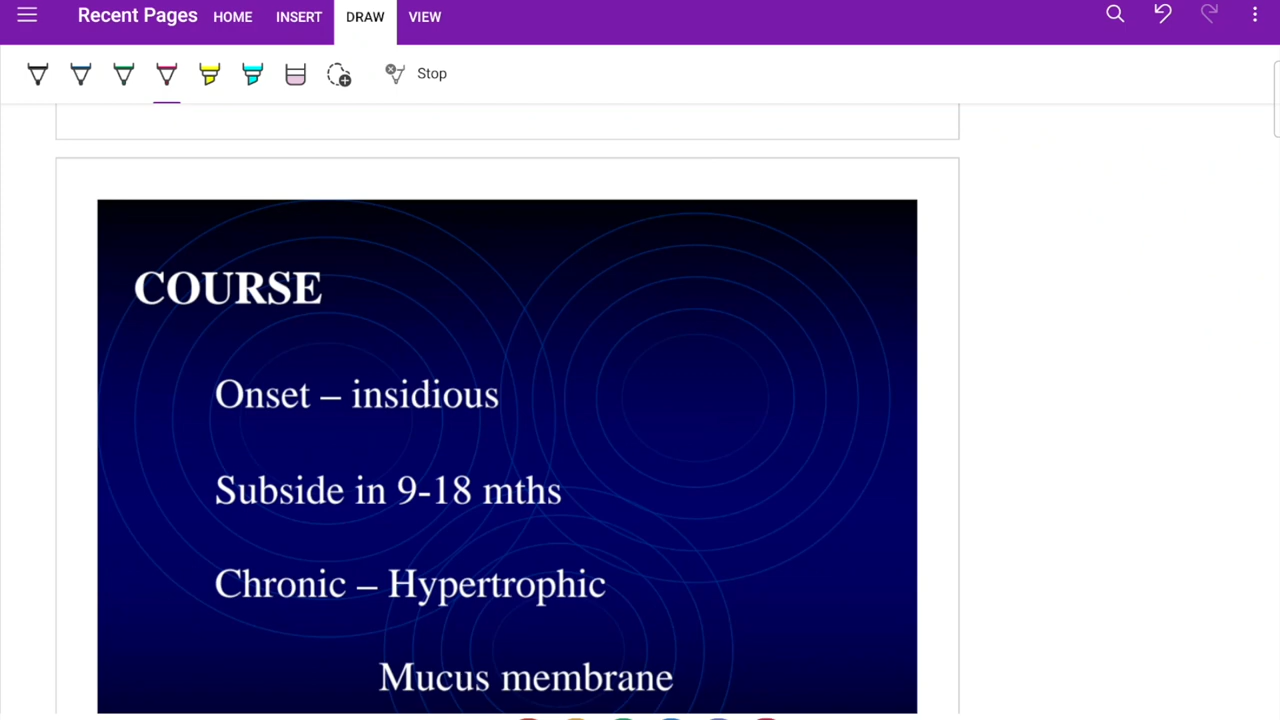 Recent Pages HOME INSERT DRAW VIEW
Stop
COURSE
Onset – insidious
Subside in 9-18 mths
Chronic – Hypertrophic
Mucus membrane